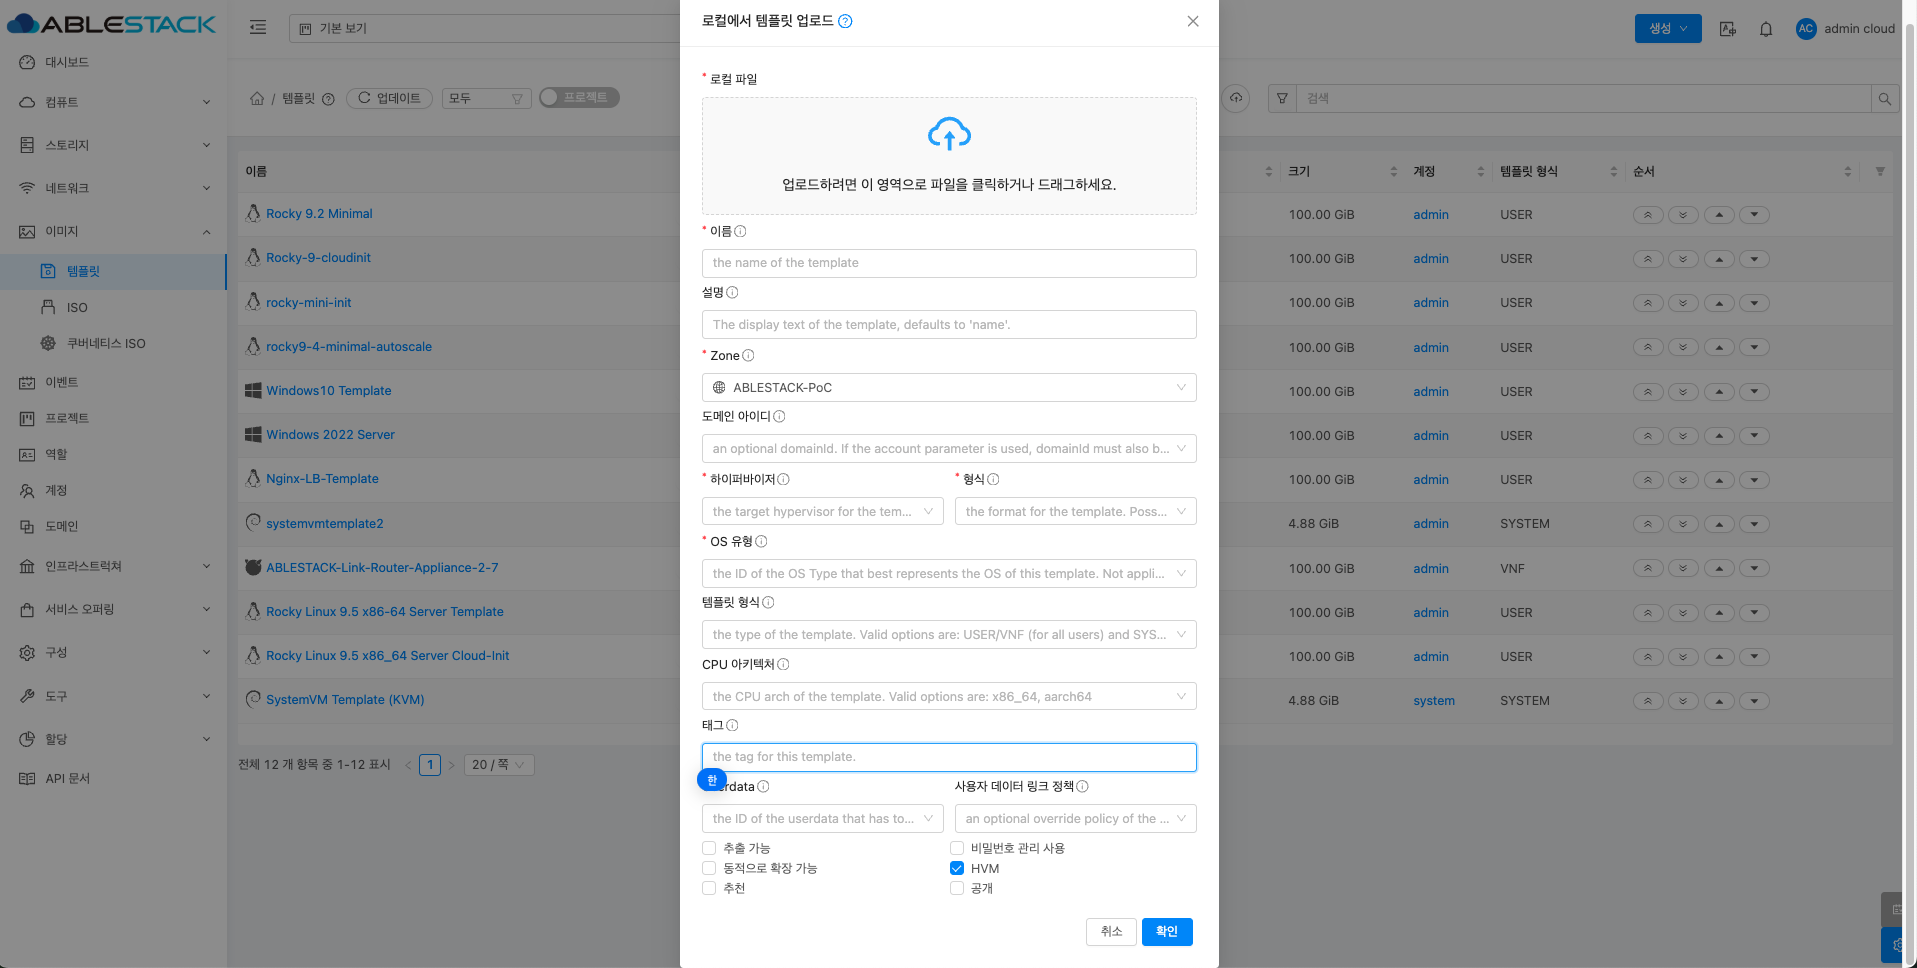 ABLESTACK
기본 보기
생성
AC
admin cloud
대시보드
컴퓨트
스토리지
네트워크
이미지
템플릿
ISO
쿠버네티스 ISO
이벤트
프로젝트
역할
계정
도메인
인프라스트럭쳐
서비스 오퍼링
구성
도구
할당
API 문서
/ 템플릿
업데이트
모두
프로젝트
검색
이름
크기
계정
템플릿 형식
순서
Rocky 9.2 Minimal
100.00 GiB
admin
USER
Rocky-9-cloudinit
100.00 GiB
admin
USER
rocky-mini-init
100.00 GiB
admin
USER
rocky9-4-minimal-autoscale
100.00 GiB
admin
USER
Windows10 Template
100.00 GiB
admin
USER
Windows 2022 Server
100.00 GiB
admin
USER
Nginx-LB-Template
100.00 GiB
admin
USER
systemvmtemplate2
4.88 GiB
admin
SYSTEM
ABLESTACK-Link-Router-Appliance-2-7
100.00 GiB
admin
VNF
Rocky Linux 9.5 x86-64 Server Template
100.00 GiB
admin
USER
Rocky Linux 9.5 x86_64 Server Cloud-Init
100.00 GiB
admin
USER
SystemVM Template (KVM)
4.88 GiB
system
SYSTEM
전체 12 개 항목 중 1-12 표시
1
20 / 쪽
로컬에서 템플릿 업로드
* 로컬 파일
업로드하려면 이 영역으로 파일을 클릭하거나 드래그하세요.
* 이름
the name of the template
설명
The display text of the template, defaults to 'name'.
* Zone
ABLESTACK-PoC
도메인 아이디
an optional domainId. If the account parameter is used, domainId must also b...
* 하이퍼바이저
* 형식
the target hypervisor for the tem...
the format for the template. Poss...
* OS 유형
the ID of the OS Type that best represents the OS of this template. Not appli...
템플릿 형식
the type of the template. Valid options are: USER/VNF (for all users) and SYS...
CPU 아키텍처
the CPU arch of the template. Valid options are: x86_64, aarch64
태그
the tag for this template.
한
erdata
사용자 데이터 링크 정책
the ID of the userdata that has to...
an optional override policy of the ...
추출 가능
비밀번호 관리 사용
동적으로 확장 가능
HVM
추천
공개
취소
확인